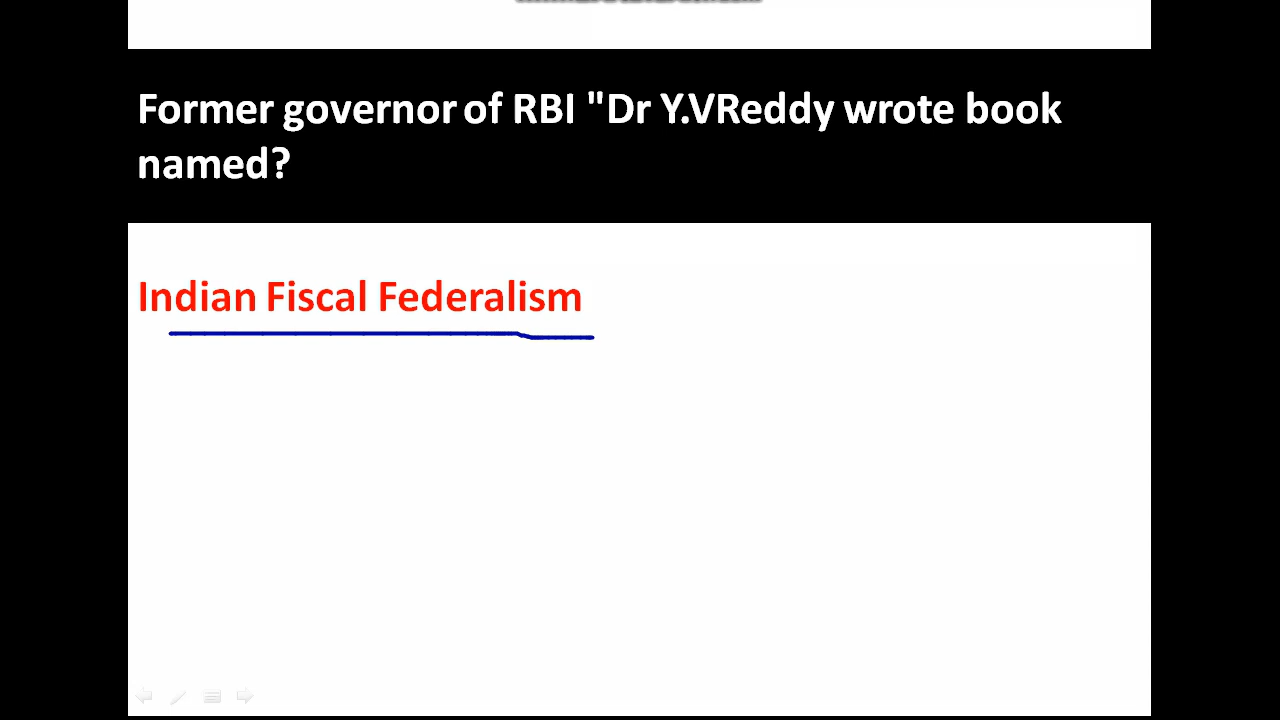 Former governor of RBI "Dr Y.VReddy wrote book
named?
Indian Fiscal Federalism